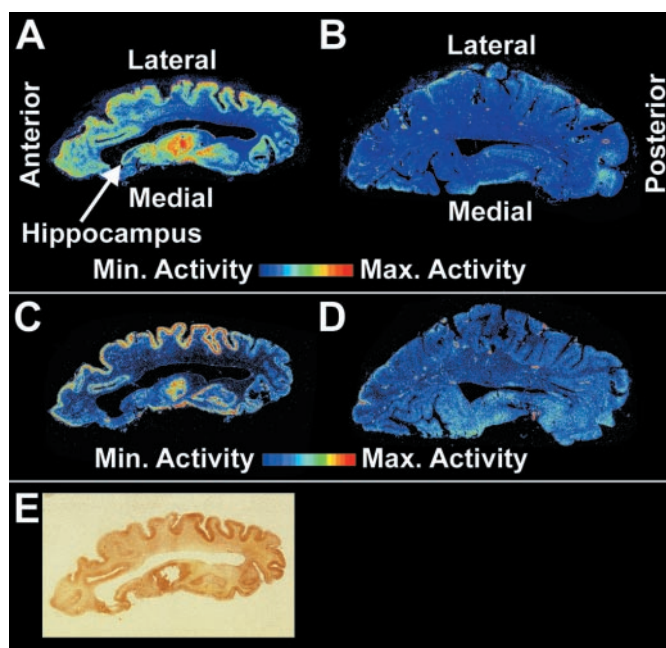 A
Lateral
Anterior
Medial
Hippocampus
B
Lateral
Posterior
Medial
Min. Activity Max. Activity
C
D
Min. Activity Max. Activity
E